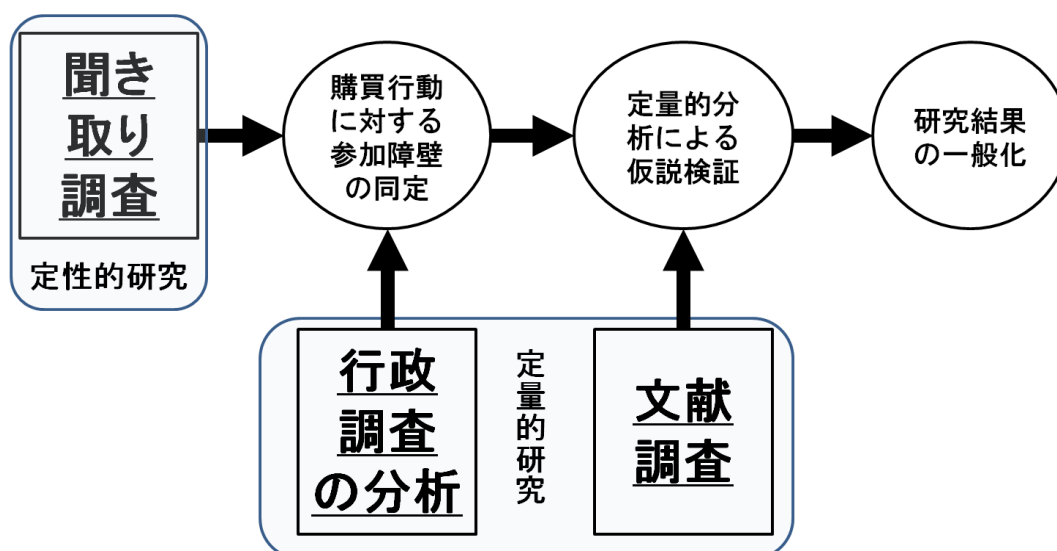 聞き
取り
調査
定性的研究
購買行動
に対する
参加障壁
の同定
定量的分
析による
仮説検証
研究結果
の一般化
行政
調査
の分析
定量的研究
文献
調査